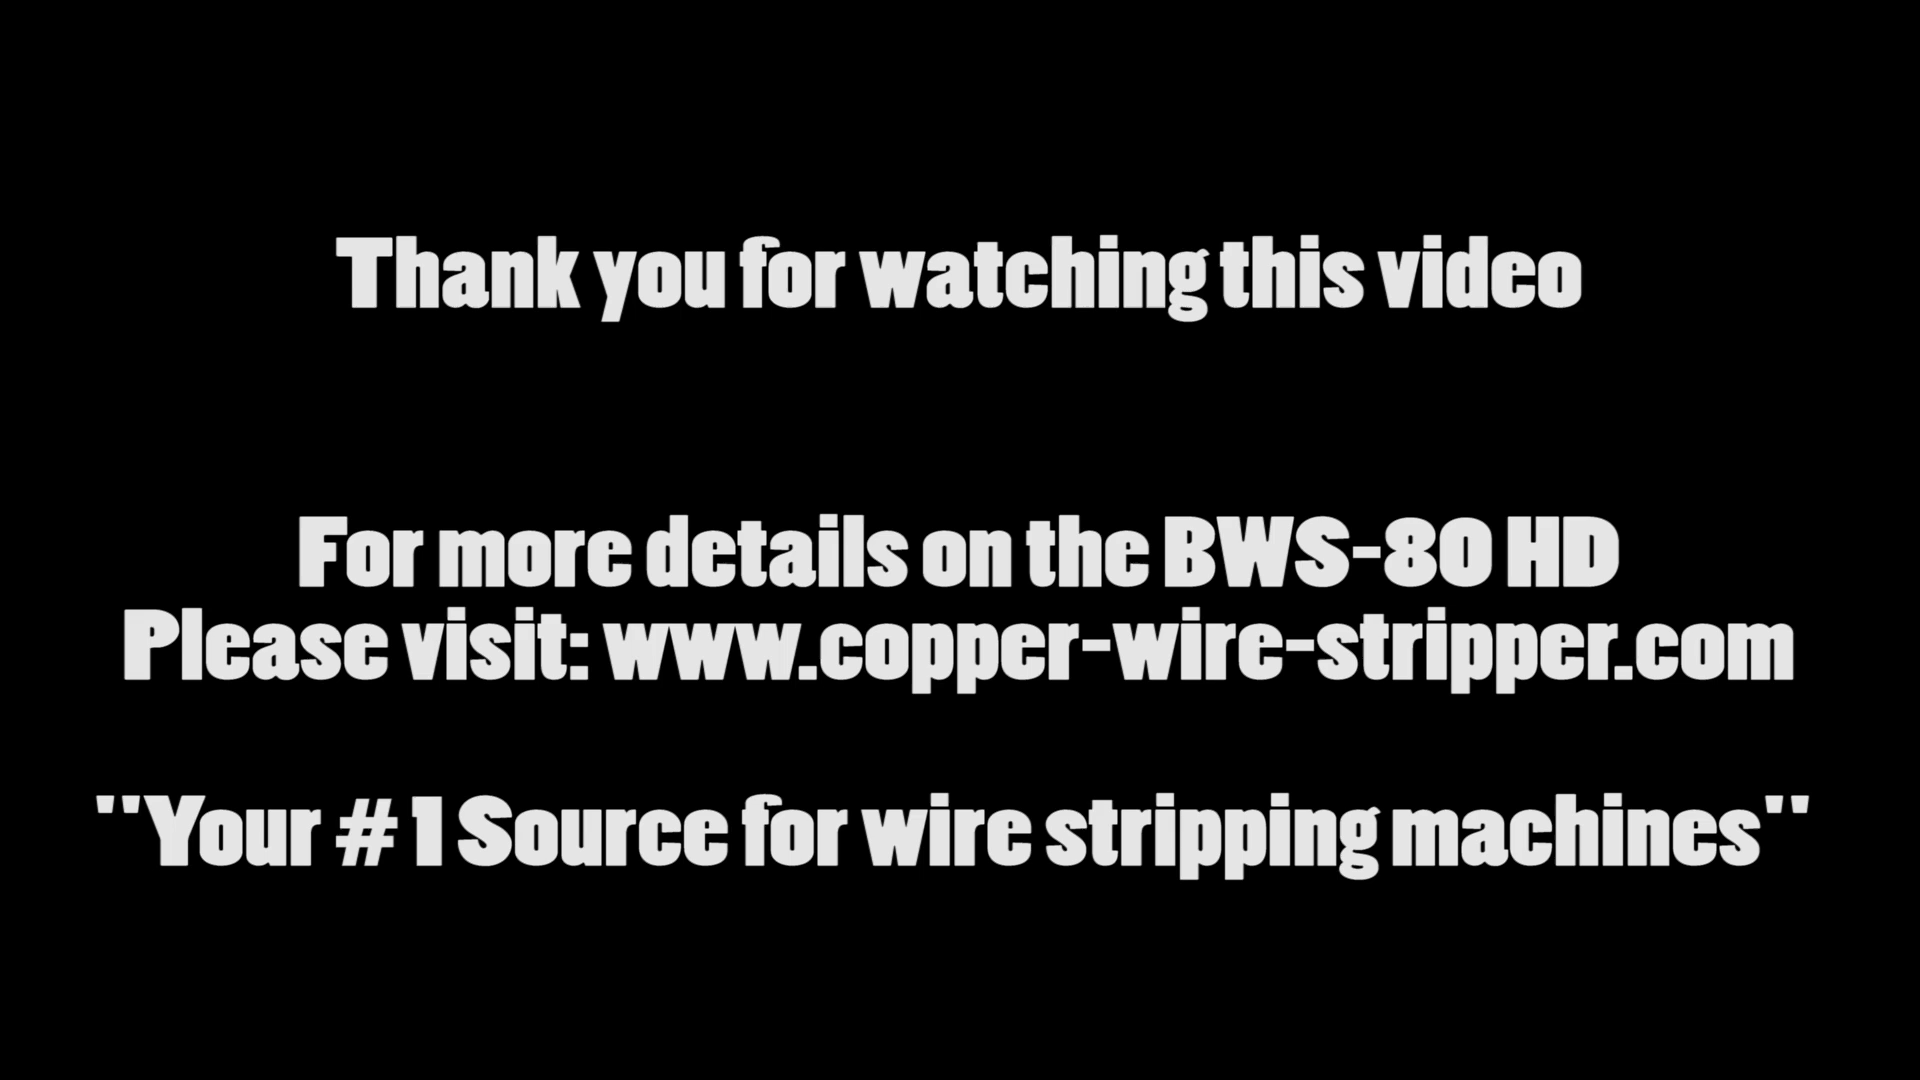 Thank you for watching this video
For more details on the BWS-80 HD
Please visit: www.copper-wire-stripper.com
"Your #1 Source for wire stripping machines"